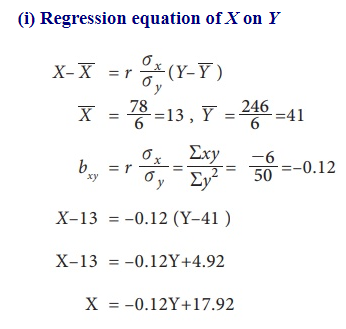 (i) Regression equation of X on Y
X-X̅ = r σx/σy (Y-Y̅)
X̅ = 78/6 =13 , Y̅ = 246/6 =41
bxy = r σx/σy = Σxy/Σy² = -6/50 =-0.12
X-13 = -0.12 (Y-41 )
X-13 = -0.12Y+4.92
X = -0.12Y+17.92